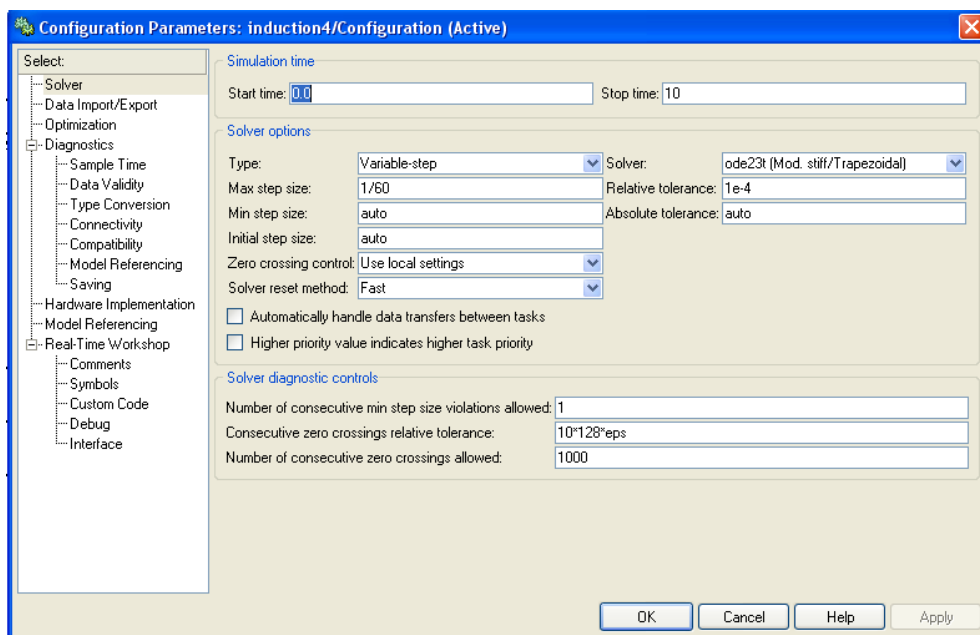 Configuration Parameters: induction4/Configuration (Active)
Select:
Solver
Data Import/Export
Optimization
Diagnostics
Sample Time
Data Validity
Type Conversion
Connectivity
Compatibility
Model Referencing
Saving
Hardware Implementation
Model Referencing
Real-Time Workshop
Comments
Symbols
Custom Code
Debug
Interface
Simulation time
Start time: 0.0 Stop time: 10
Solver options
Type: Variable-step Solver: ode23t (Mod. stiff/Trapezoidal)
Max step size: 1/60 Relative tolerance: 1e-4
Min step size: auto Absolute tolerance: auto
Initial step size: auto
Zero crossing control: Use local settings
Solver reset method: Fast
Automatically handle data transfers between tasks
Higher priority value indicates higher task priority
Solver diagnostic controls
Number of consecutive min step size violations allowed: 1
Consecutive zero crossings relative tolerance: 10*128*eps
Number of consecutive zero crossings allowed: 1000
OK Cancel Help Apply